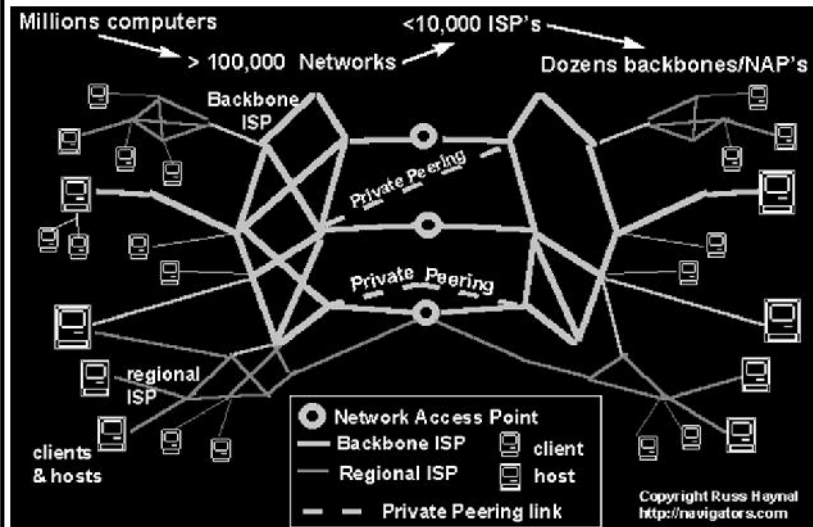 Millions computers
<10,000 ISP's
> 100,000 Networks
Dozens backbones/NAP's
Backbone
ISP
Private Peering
Private Peering
regional
ISP
clients
& hosts
Network Access Point
Backbone ISP
client
Regional ISP
host
Private Peering link
Copyright Russ Haynal
http://navigators.com